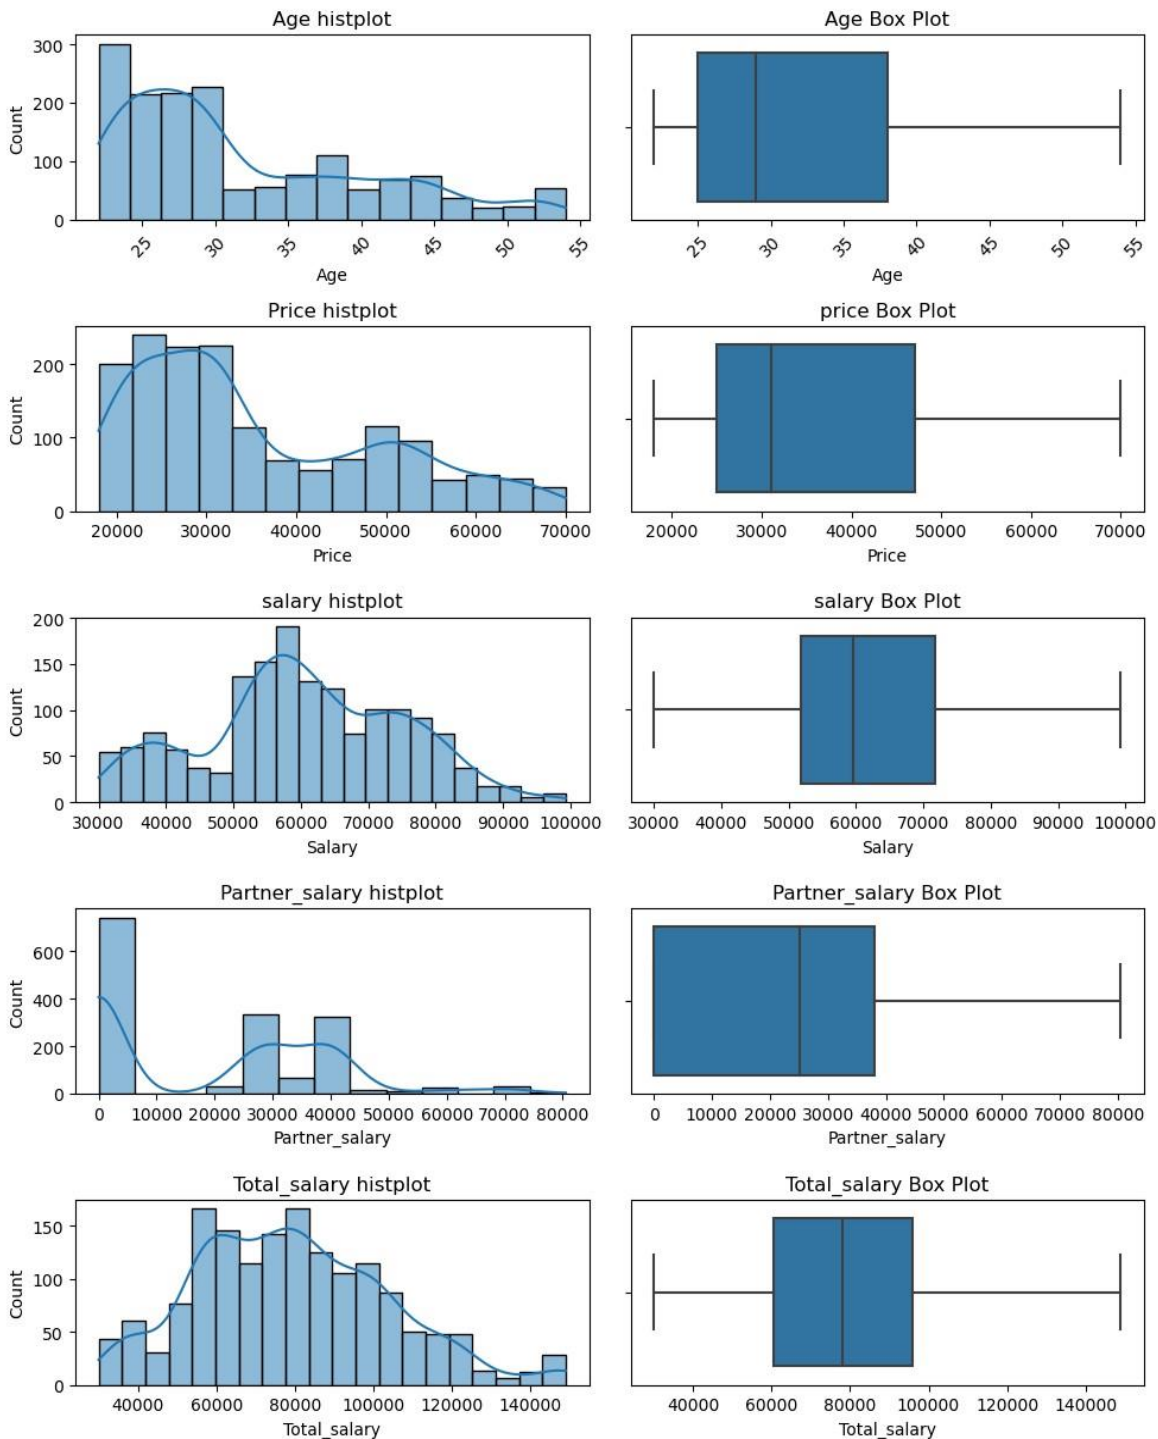 Age histplot
Age Box Plot
300
200
100
0
Count
25 30 35 40 45 50 55
Age
25 30 35 40 45 50 55
Age
Price histplot
price Box Plot
200
100
0
Count
20000 30000 40000 50000 60000 70000
Price
20000 30000 40000 50000 60000 70000
Price
salary histplot
salary Box Plot
200
150
100
50
0
Count
30000 40000 50000 60000 70000 80000 90000 100000
Salary
30000 40000 50000 60000 70000 80000 90000 100000
Salary
Partner_salary histplot
Partner_salary Box Plot
600
400
200
0
Count
0 10000 20000 30000 40000 50000 60000 70000 80000
Partner_salary
0 10000 20000 30000 40000 50000 60000 70000 80000
Partner_salary
Total_salary histplot
Total_salary Box Plot
150
100
50
0
Count
40000 60000 80000 100000 120000 140000
Total_salary
40000 60000 80000 100000 120000 140000
Total_salary